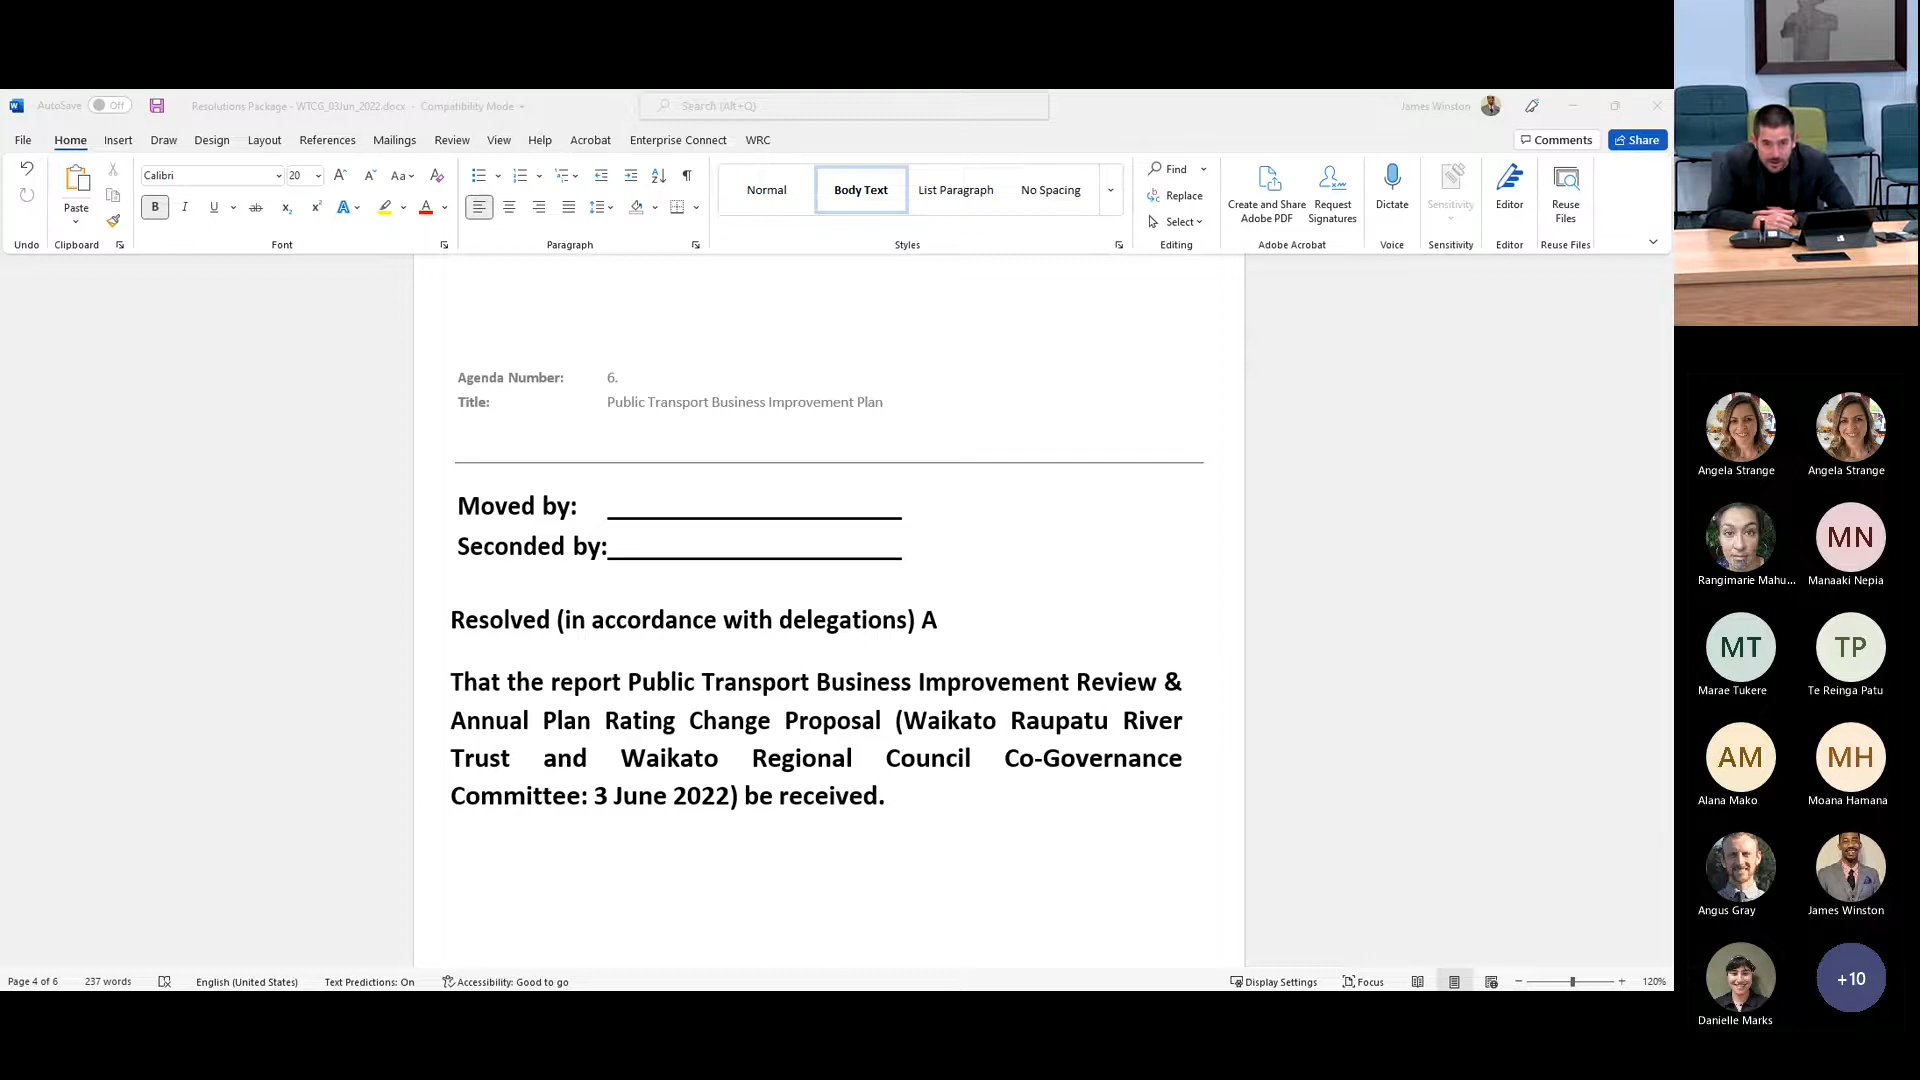 AutoSave Off Resolutions Package - WTCG_03Jun_2022.docx - Compatibility Mode Search (Alt+Q) James Winston
File Home Insert Draw Design Layout References Mailings Review View Help Acrobat Enterprise Connect WRC Comments Share
Paste
Calibri 20
Normal Body Text List Paragraph No Spacing
Find
Replace
Select
Create and Share Adobe PDF
Request Signatures
Dictate
Sensitivity
Editor
Reuse Files
Undo Clipboard Font Paragraph Styles Editing Adobe Acrobat Voice Sensitivity Editor Reuse Files
Agenda Number: 6.
Title: Public Transport Business Improvement Plan
Moved by:
Seconded by:
Resolved (in accordance with delegations) A
That the report Public Transport Business Improvement Review &
Annual Plan Rating Change Proposal (Waikato Raupatu River
Trust and Waikato Regional Council Co-Governance
Committee: 3 June 2022) be received.
Page 4 of 6 237 words English (United States) Text Predictions: On Accessibility: Good to go Display Settings Focus 120%
Angela Strange Angela Strange
MN
Rangimarie Mahu... Manaaki Nepia
MT TP
Marae Tukere Te Reinga Patu
AM MH
Alana Mako Moana Hamana
Angus Gray James Winston
+10
Danielle Marks